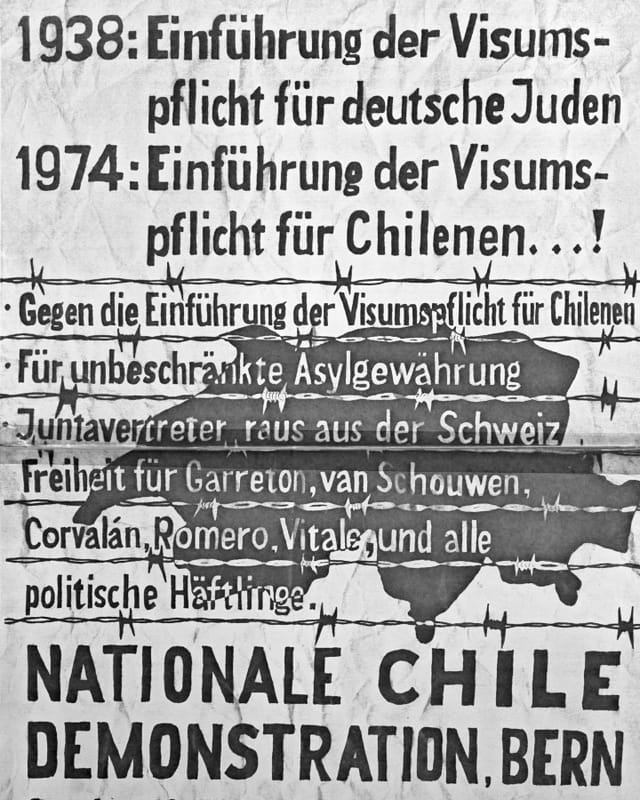 1938: Einführung der Visums-
pflicht für deutsche Juden
1974: Einführung der Visums-
pflicht für Chilenen...!
· Gegen die Einführung der Visumspflicht für Chilenen
· Für unbeschränkte Asylgewährung
· Juntavertreter raus aus der Schweiz
Freiheit für Garreton, van Schouwen,
Corvalán, Romero, Vitale, und alle
politische Häftlinge.
NATIONALE CHILE
DEMONSTRATION, BERN